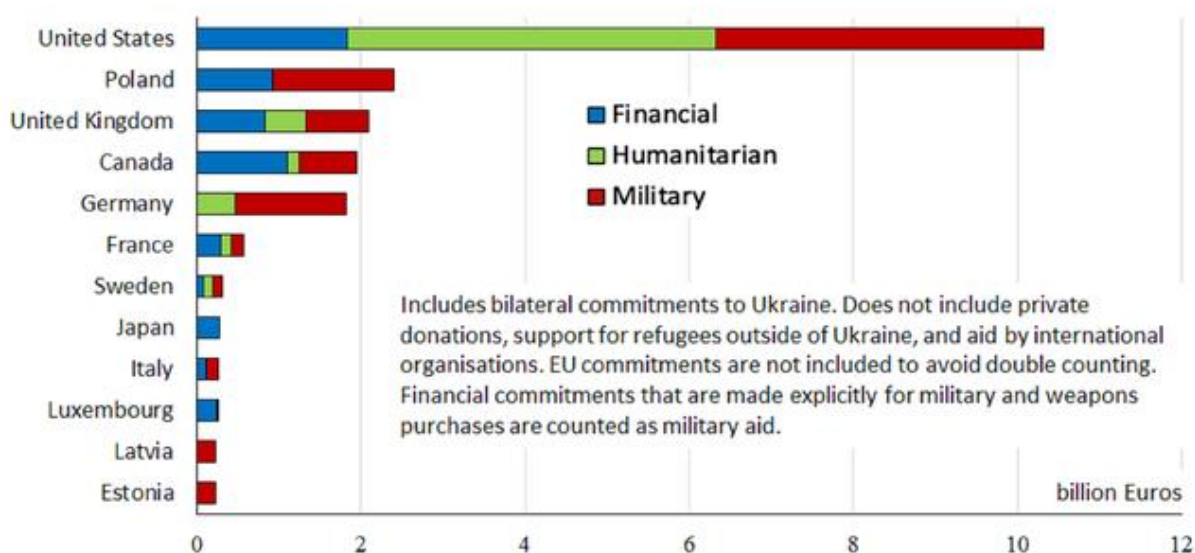 United States
Poland
United Kingdom
Canada
Germany
France
Sweden
Japan
Italy
Luxembourg
Latvia
Estonia
Financial
Humanitarian
Military
Includes bilateral commitments to Ukraine. Does not include private
donations, support for refugees outside of Ukraine, and aid by international
organisations. EU commitments are not included to avoid double counting.
Financial commitments that are made explicitly for military and weapons
purchases are counted as military aid.
billion Euros
0 2 4 6 8 10 12